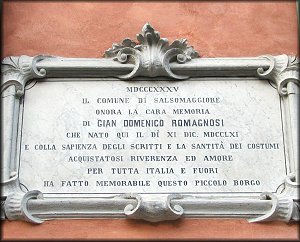 MDCCCXXXV
IL COMUNE DI SALSOMAGGIORE
ONORA LA CARA MEMORIA
DI GIAN DOMENICO ROMAGNOSI
CHE NATO QUI IL DÌ XI DIC. MDCCLXI
E COLLA SAPIENZA DEGLI SCRITTI E LA SANTITÀ DEI COSTUMI
ACQUISTATOSI RIVERENZA ED AMORE
PER TUTTA ITALIA E FUORI
HA FATTO MEMORABILE QUESTO PICCOLO BORGO